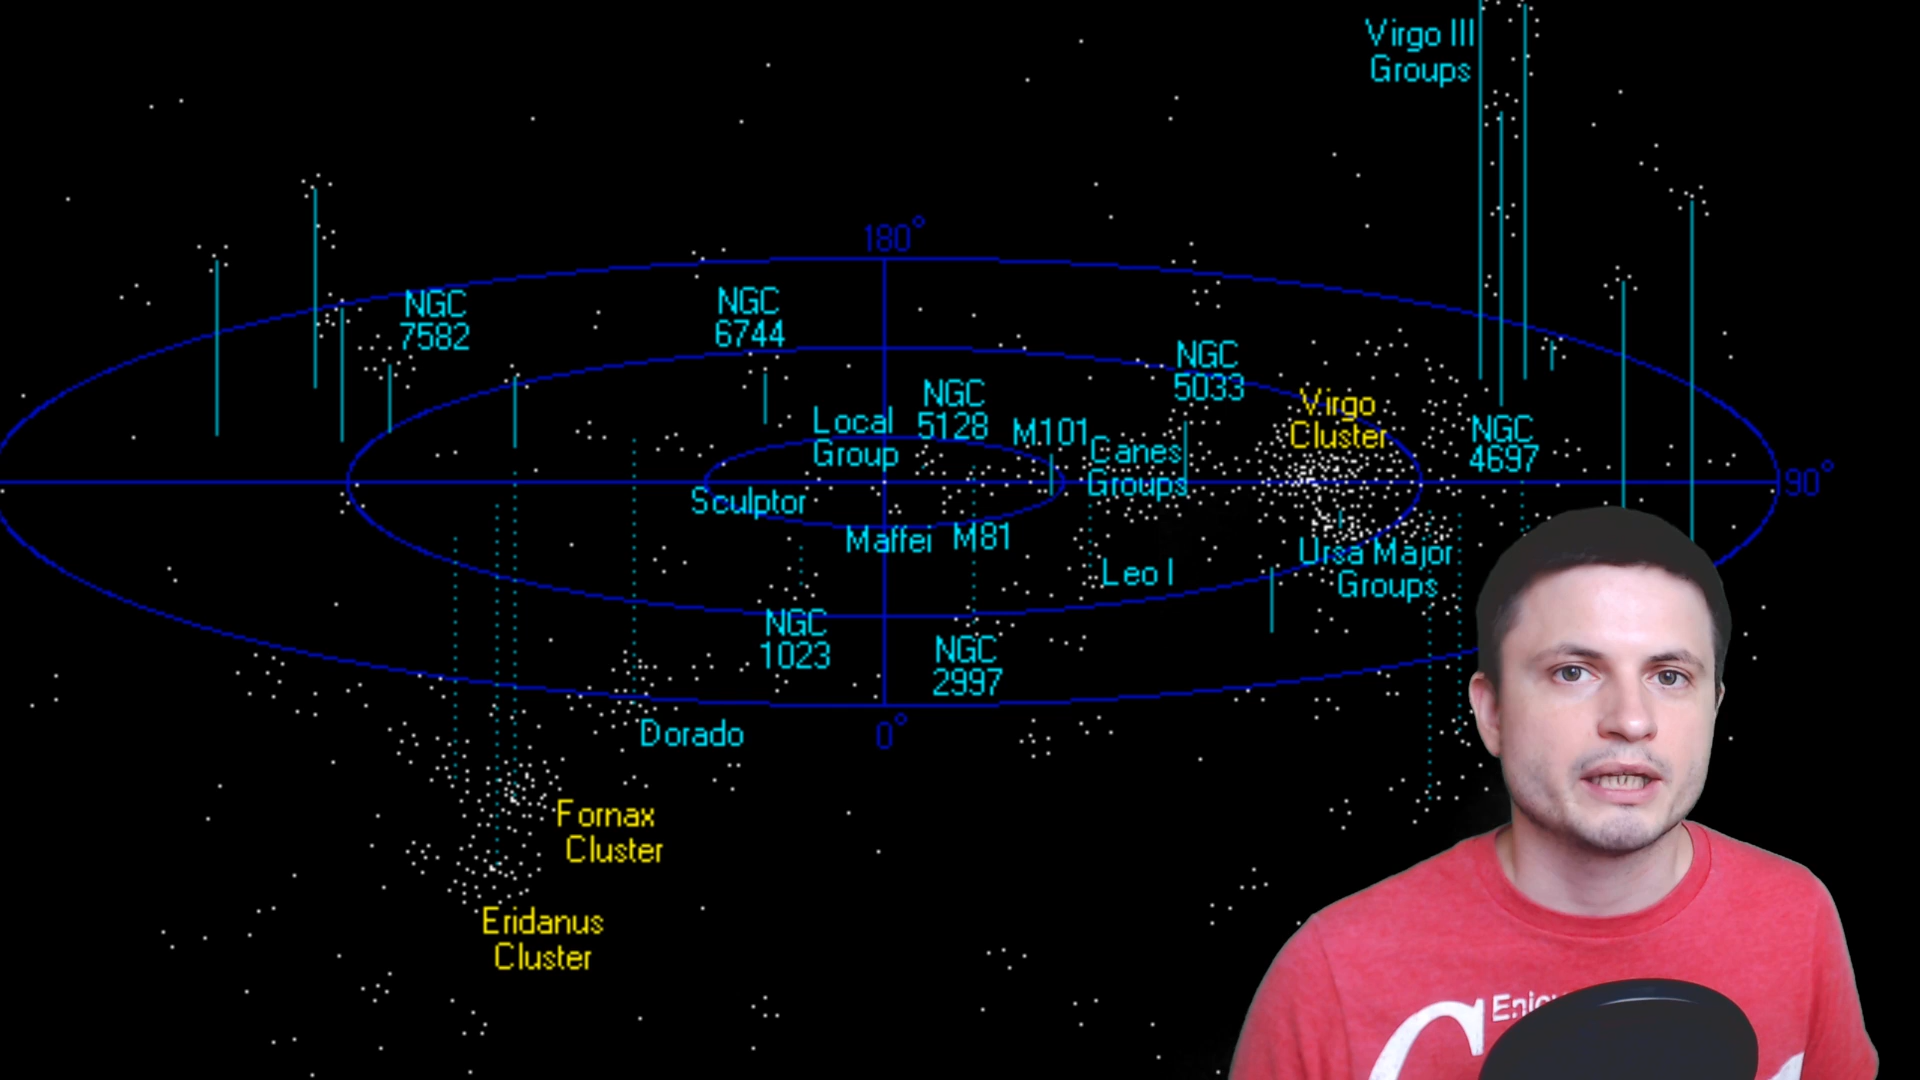 Virgo III
Groups
180°
NGC
7582
NGC
6744
NGC
5033
NGC
5128
Local
Group
M101
Canes
Groups
Virgo
Cluster
NGC
4697
90°
Sculptor
Maffei
M81
Leo I
Ursa Major
Groups
NGC
1023
NGC
2997
0°
Dorado
Fornax
Cluster
Eridanus
Cluster